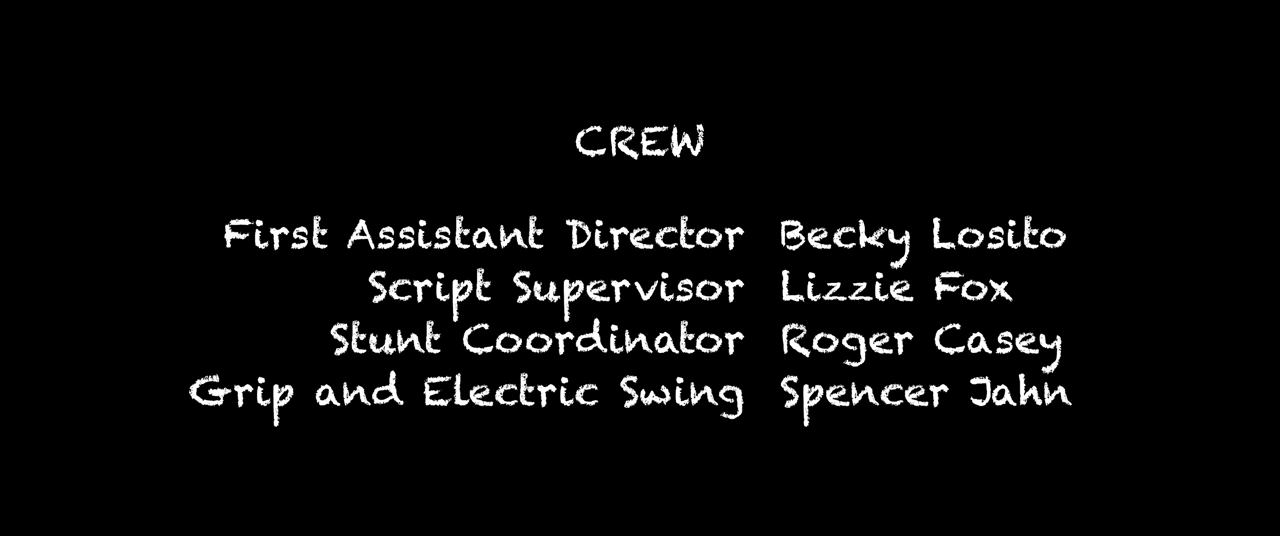 CREW
First Assistant Director Becky Losito
Script Supervisor Lizzie Fox
Stunt Coordinator Roger Casey
Grip and Electric Swing Spencer Jahn